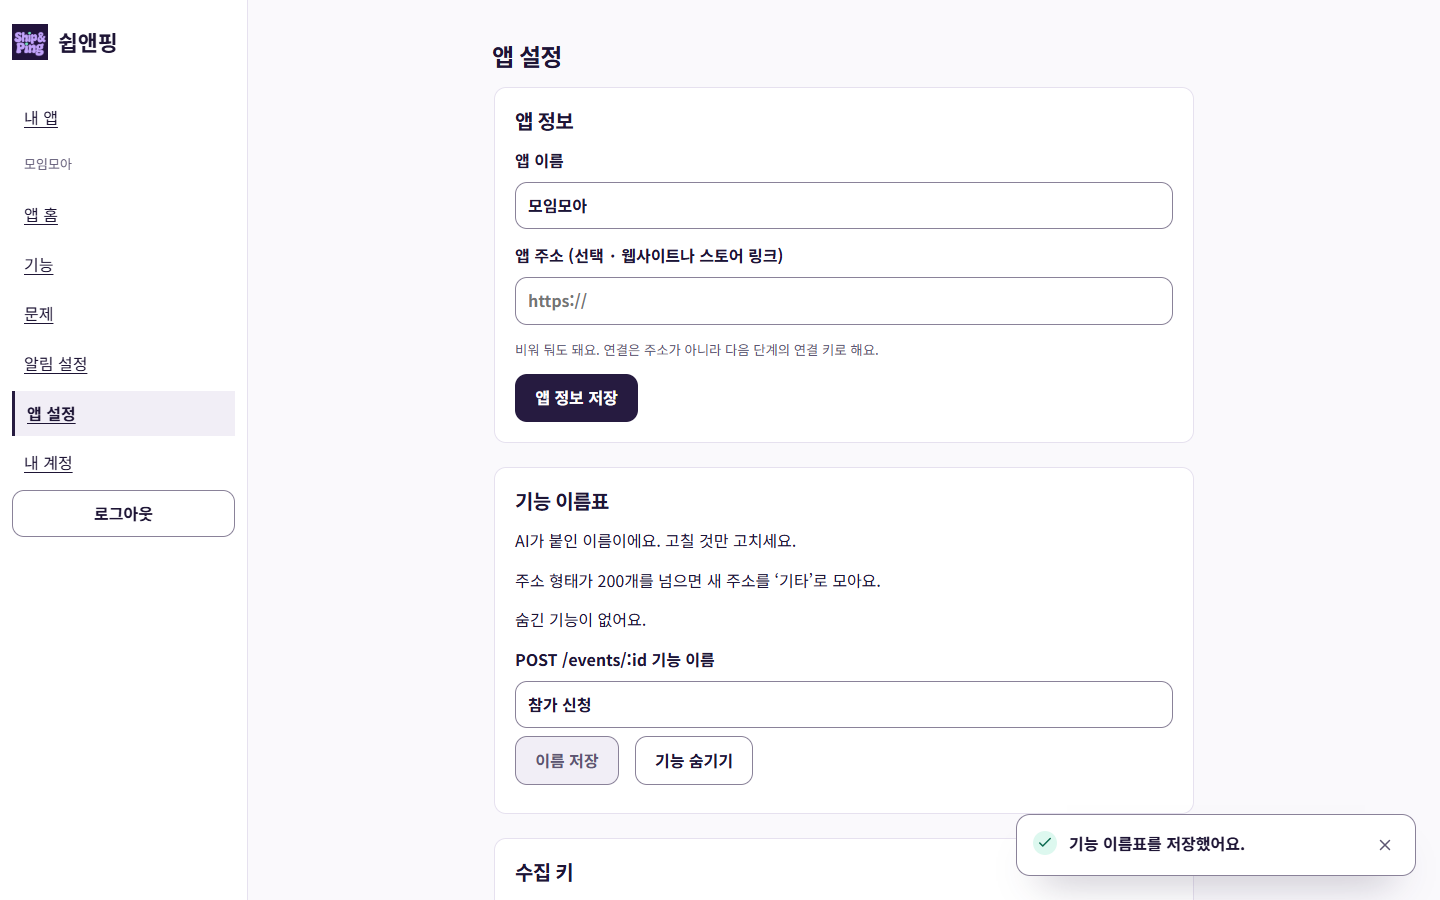 Ship&
Ping
쉽앤핑
내 앱
모임모아
앱 홈
기능
문제
알림 설정
앱 설정
내 계정
로그아웃
앱 설정
앱 정보
앱 이름
모임모아
앱 주소 (선택 · 웹사이트나 스토어 링크)
https://
비워 둬도 돼요. 연결은 주소가 아니라 다음 단계의 연결 키로 해요.
앱 정보 저장
기능 이름표
AI가 붙인 이름이에요. 고칠 것만 고치세요.
주소 형태가 200개를 넘으면 새 주소를 ‘기타’로 모아요.
숨긴 기능이 없어요.
POST /events/:id 기능 이름
참가 신청
이름 저장
기능 숨기기
수집 키
기능 이름표를 저장했어요.